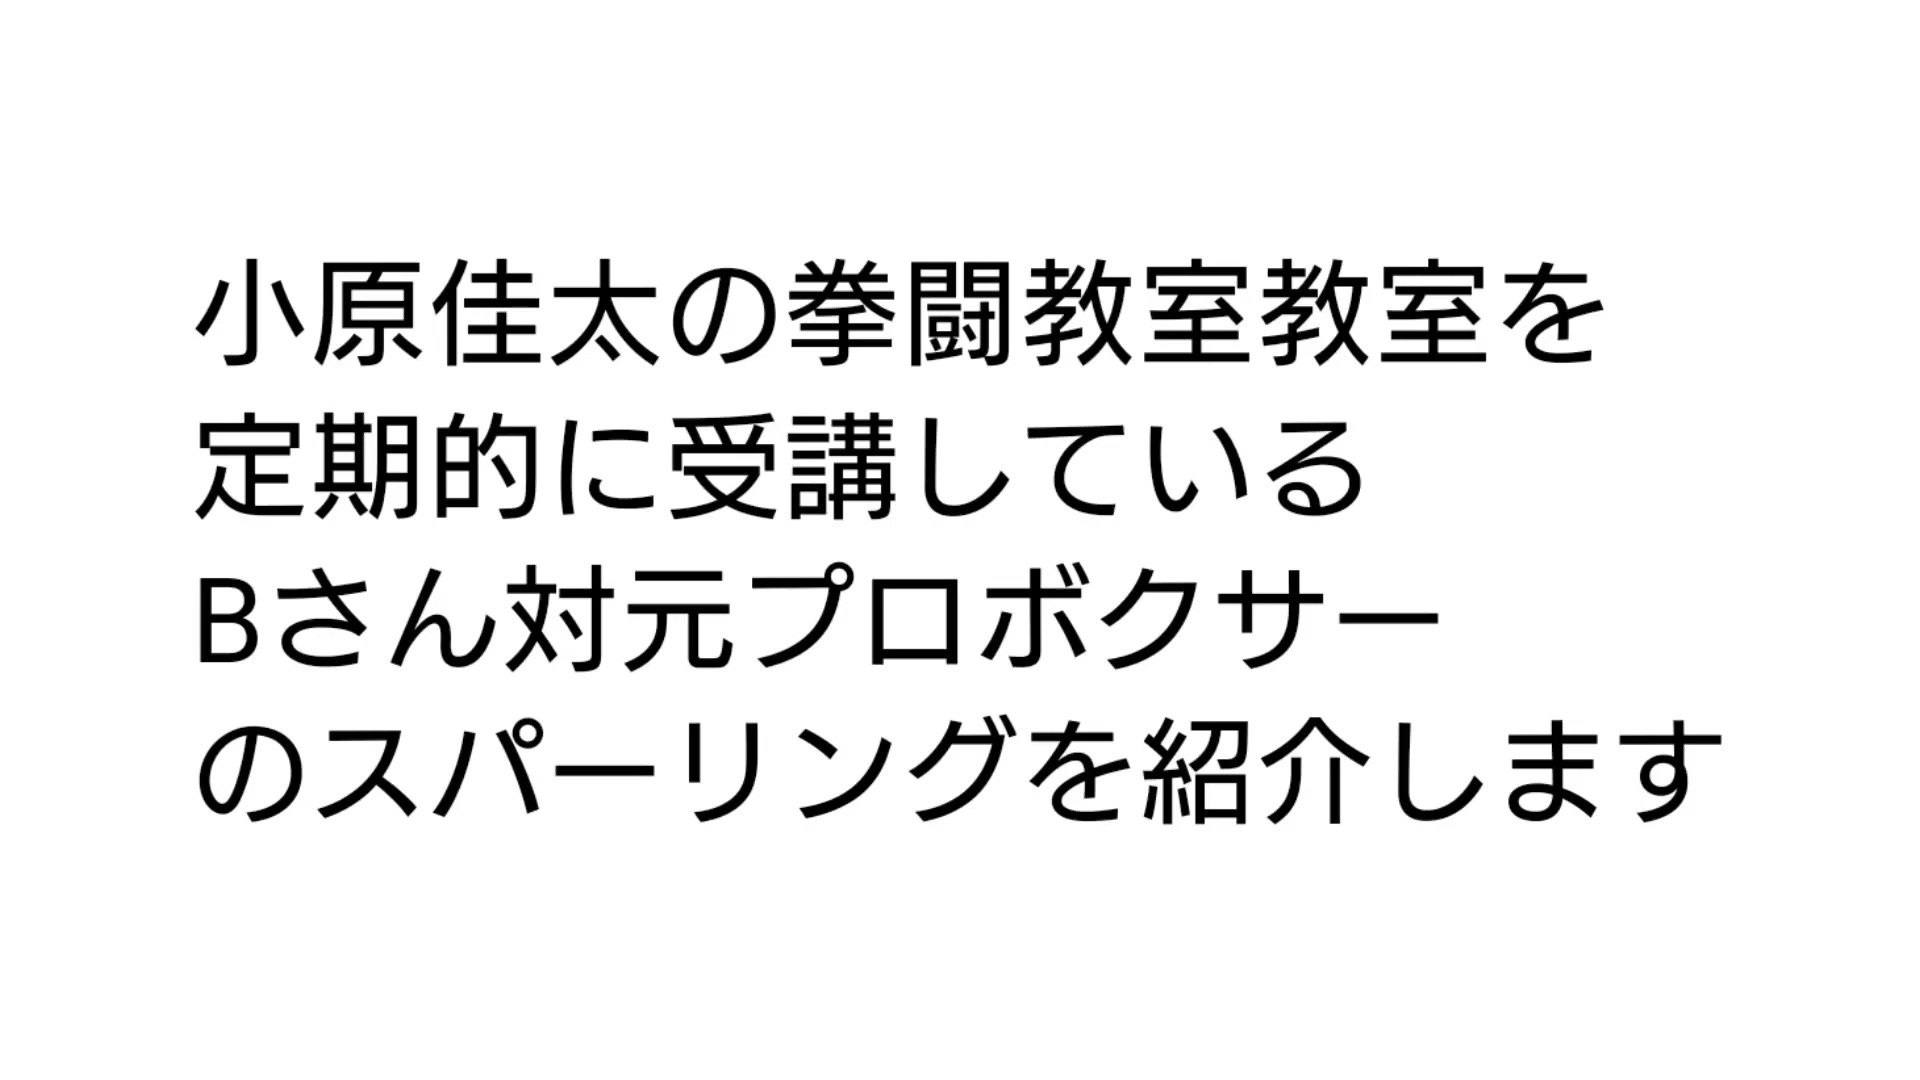 小原佳太の拳闘教室教室を
定期的に受講している
Bさん対元プロボクサー
のスパーリングを紹介します